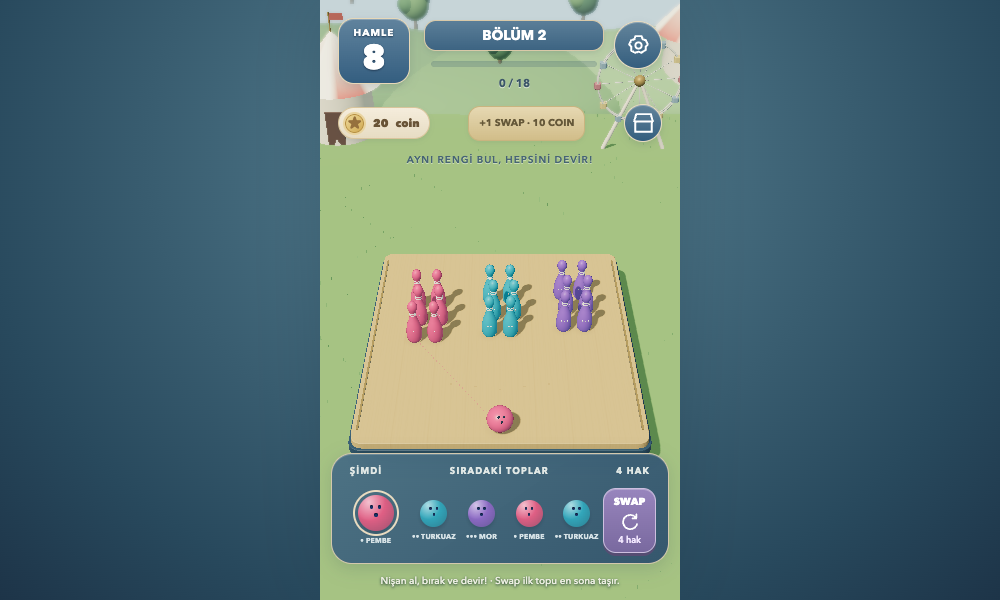 HAMLE
8
BÖLÜM 2
0 / 18
20 coin
+1 SWAP · 10 COIN
AYNI RENGİ BUL, HEPSİNİ DEVİR!
ŞİMDİ
SIRADAKİ TOPLAR
4 HAK
• PEMBE
•• TURKUAZ
••• MOR
• PEMBE
•• TURKUAZ
SWAP
4 hak
Nişan al, bırak ve devir! · Swap ilk topu en sona taşır.